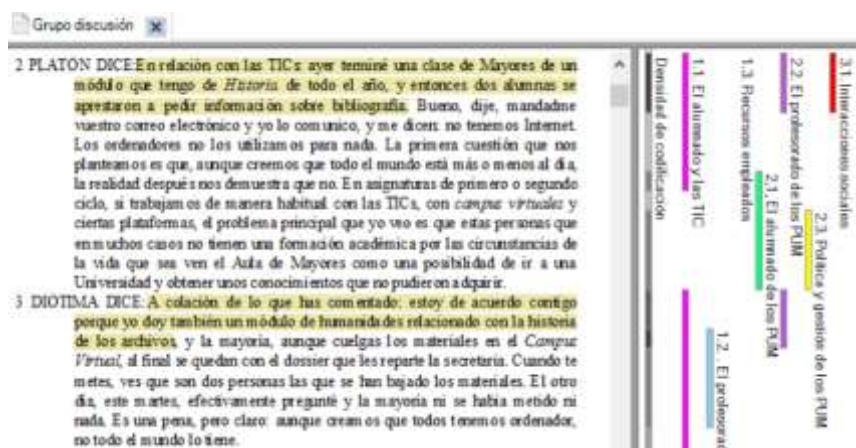 Grupo discusión
2 PLATÓN DICE:En relación con las TICs: ayer terminé una clase de Mayores de un
módulo que tengo de Historia de todo el año, y entonces dos alumnas se
aprestaron a pedir información sobre bibliografía. Bueno, dije, mandadme
vuestro correo electrónico y yo lo comunico, y me dicen: no tenemos Internet.
Los ordenadores no los utilizamos para nada. La primera cuestión que nos
planteamos es que, aunque creemos que todo el mundo está más o menos al día,
la realidad después nos demuestra que no. En asignaturas de primero o segundo
ciclo, si trabajamos de manera habitual con las TICs, con campus virtuales y
ciertas plataformas, el problema principal que yo veo es que estas personas que
en muchos casos no tienen una formación académica por las circunstancias de
la vida que sea ven el Aula de Mayores como una posibilidad de ir a una
Universidad y obtener unos conocimientos que no pudieron adquirir.
3 DIOTIMA DICE: A colación de lo que has comentado: estoy de acuerdo contigo
porque yo doy también un módulo de humanidades relacionado con la historia
de los archivos, y la mayoría, aunque cuelgas los materiales en el Campus
Virtual, al final se quedan con el dossier que les reparte la secretaria. Cuando te
metes, ves que son dos personas las que se han bajado los materiales. El otro
día, este martes, efectivamente pregunté y la mayoría ni se había metido ni
nada. Es una pena, pero claro: aunque creamos que todos tenemos ordenador,
no todo el mundo lo tiene.
Densidad de codificación
1.1. El alumnado y las TIC
1.3. Recursos empleados
2.2. El profesorado de los PUM
3.1. Interacciones sociales
2.1. El alumnado de los PUM
2.3. Política y gestión de los PUM
1.2. . El profesorad